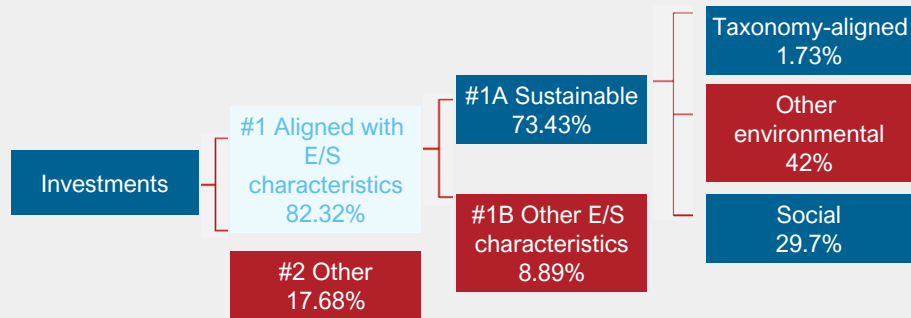 Investments
#1 Aligned with
E/S
characteristics
82.32%
#2 Other
17.68%
#1A Sustainable
73.43%
#1B Other E/S
characteristics
8.89%
Taxonomy-aligned
1.73%
Other
environmental
42%
Social
29.7%